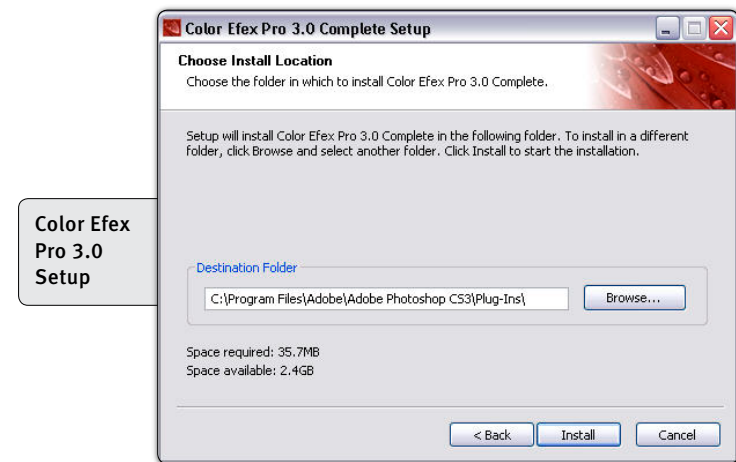 Color Efex Pro 3.0 Complete Setup
Choose Install Location
Choose the folder in which to install Color Efex Pro 3.0 Complete.
Setup will install Color Efex Pro 3.0 Complete in the following folder. To install in a different
folder, click Browse and select another folder. Click Install to start the installation.
Color Efex
Pro 3.0
Setup
Destination Folder
C:\Program Files\Adobe\Adobe Photoshop CS3\Plug-Ins\
Browse...
Space required: 35.7MB
Space available: 2.4GB
< Back
Install
Cancel